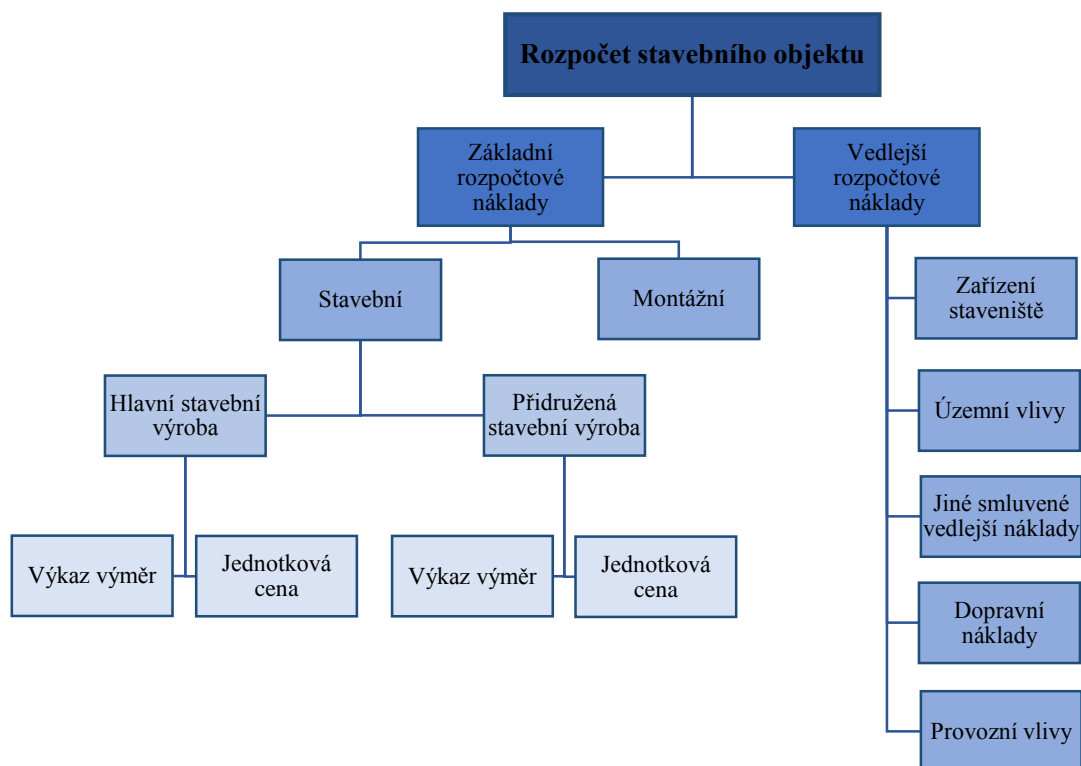 Rozpočet stavebního objektu
Základní
rozpočtové
náklady
Vedlejší
rozpočtové
náklady
Stavební
Montážní
Zařízení
staveniště
Hlavní stavební
výroba
Přidružená
stavební výroba
Územní vlivy
Jiné smluvené
vedlejší náklady
Výkaz výměr
Jednotková
cena
Výkaz výměr
Jednotková
cena
Dopravní
náklady
Provozní vlivy